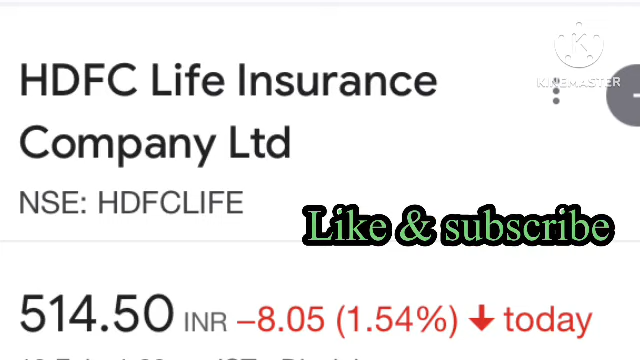 KINEMASTER
HDFC Life Insurance
Company Ltd
NSE: HDFCLIFE
Like & subscribe
514.50 INR −8.05 (1.54%) ↓ today